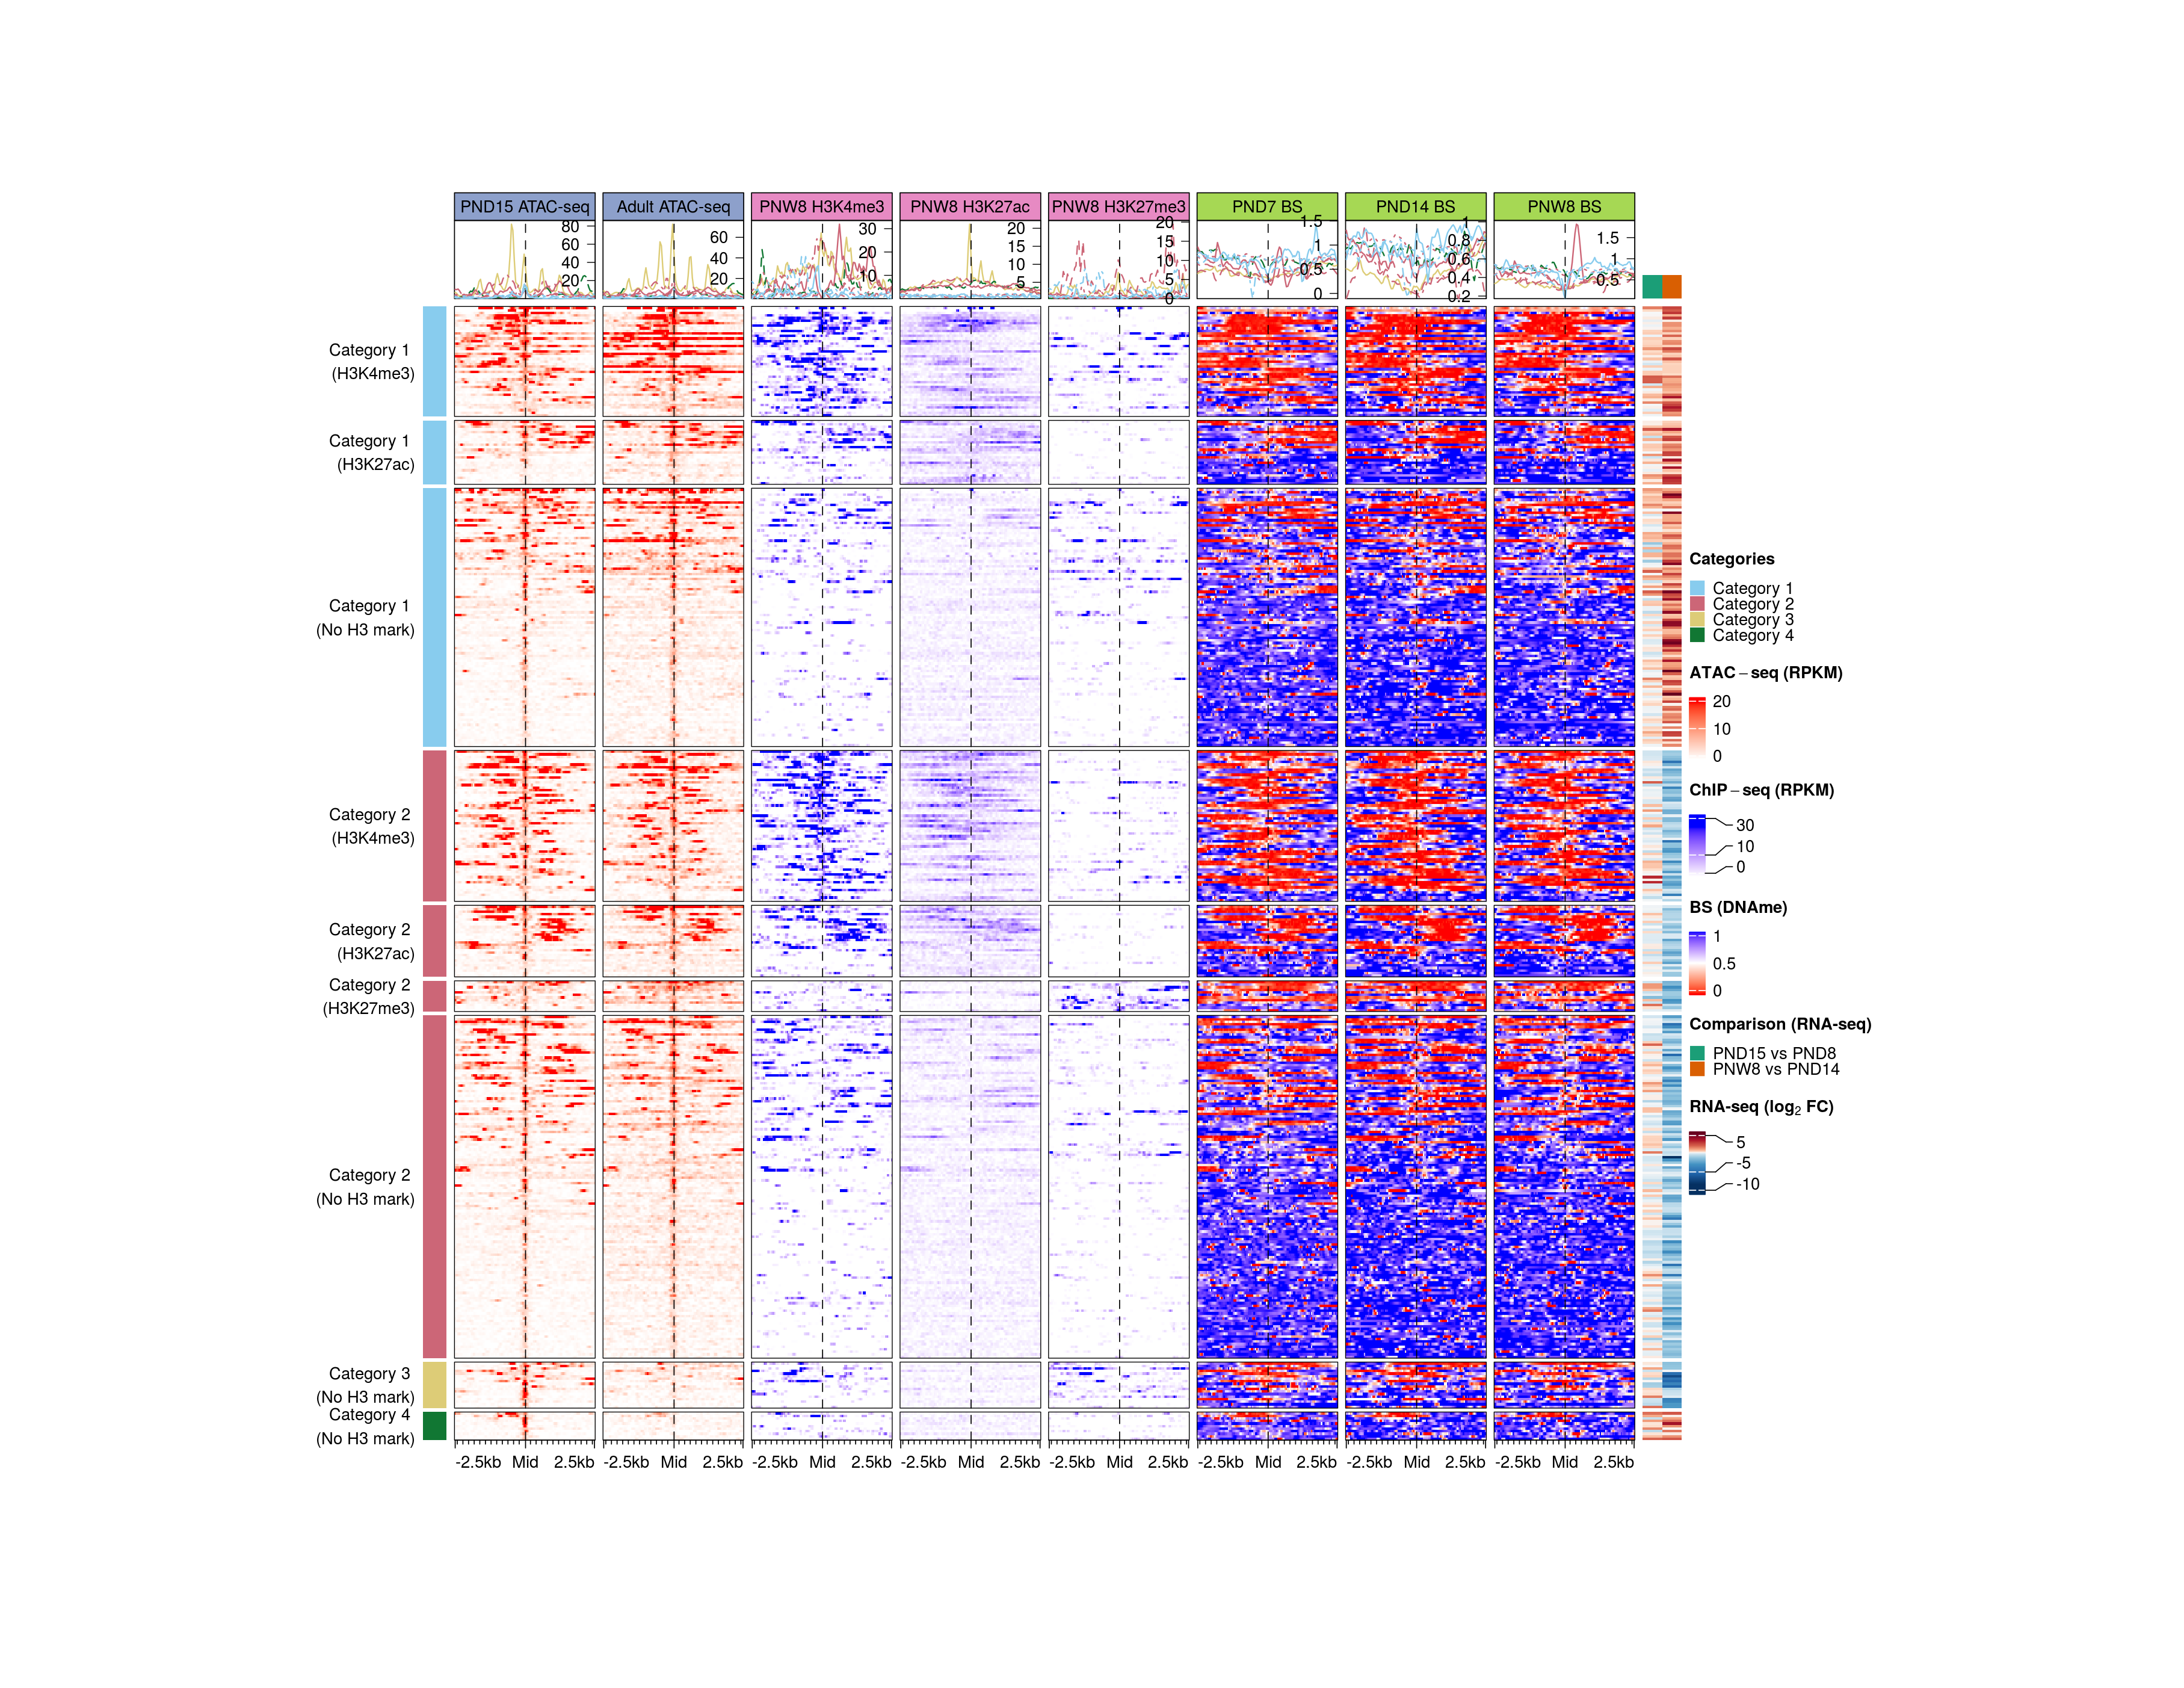 PND15 ATAC-seq Adult ATAC-seq PNW8 H3K4me3 PNW8 H3K27ac PNW8 H3K27me3 PND7 BS PND14 BS PNW8 BS
80
60
40
20
60
40
20
30
20
10
20
15
10
5
20
15
10
5
0
1.5
1
0.5
0
1
0.8
0.6
0.4
0.2
1.5
1
0.5
Category 1
(H3K4me3)
Category 1
(H3K27ac)
Category 1
(No H3 mark)
Category 2
(H3K4me3)
Category 2
(H3K27ac)
Category 2
(H3K27me3)
Category 2
(No H3 mark)
Category 3
(No H3 mark)
Category 4
(No H3 mark)
-2.5kb Mid 2.5kb -2.5kb Mid 2.5kb -2.5kb Mid 2.5kb -2.5kb Mid 2.5kb -2.5kb Mid 2.5kb -2.5kb Mid 2.5kb -2.5kb Mid 2.5kb -2.5kb Mid 2.5kb
Categories
Category 1
Category 2
Category 3
Category 4
ATAC−seq (RPKM)
20
10
0
ChIP−seq (RPKM)
30
10
0
BS (DNAme)
1
0.5
0
Comparison (RNA-seq)
PND15 vs PND8
PNW8 vs PND14
RNA-seq (log₂ FC)
5
-5
-10